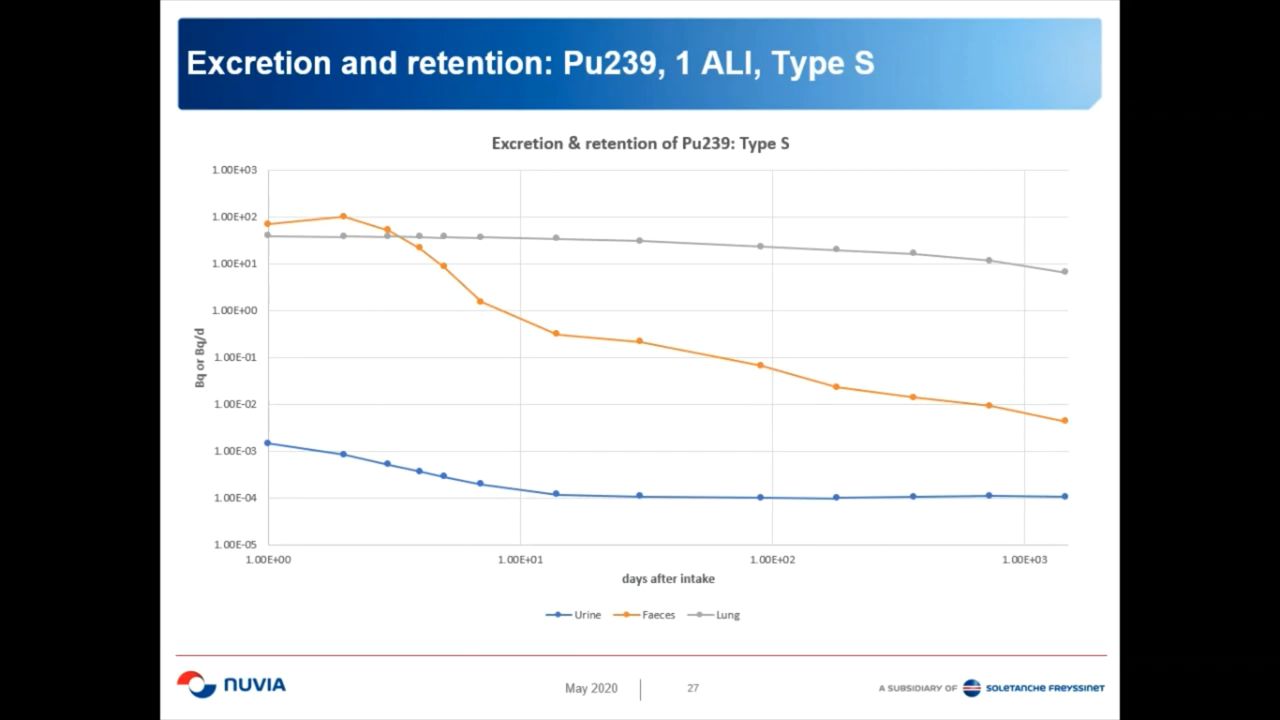 Excretion and retention: Pu239, 1 ALI, Type S
Excretion & retention of Pu239: Type S
1.00E+03
1.00E+02
1.00E+01
1.00E+00
1.00E-01
1.00E-02
1.00E-03
1.00E-04
1.00E-05
Bq or Bq/d
1.00E+00 1.00E+01 1.00E+02 1.00E+03
days after intake
Urine Faeces Lung
NUVIA
May 2020 27
A SUBSIDIARY OF SOLETANCHE FREYSSINET